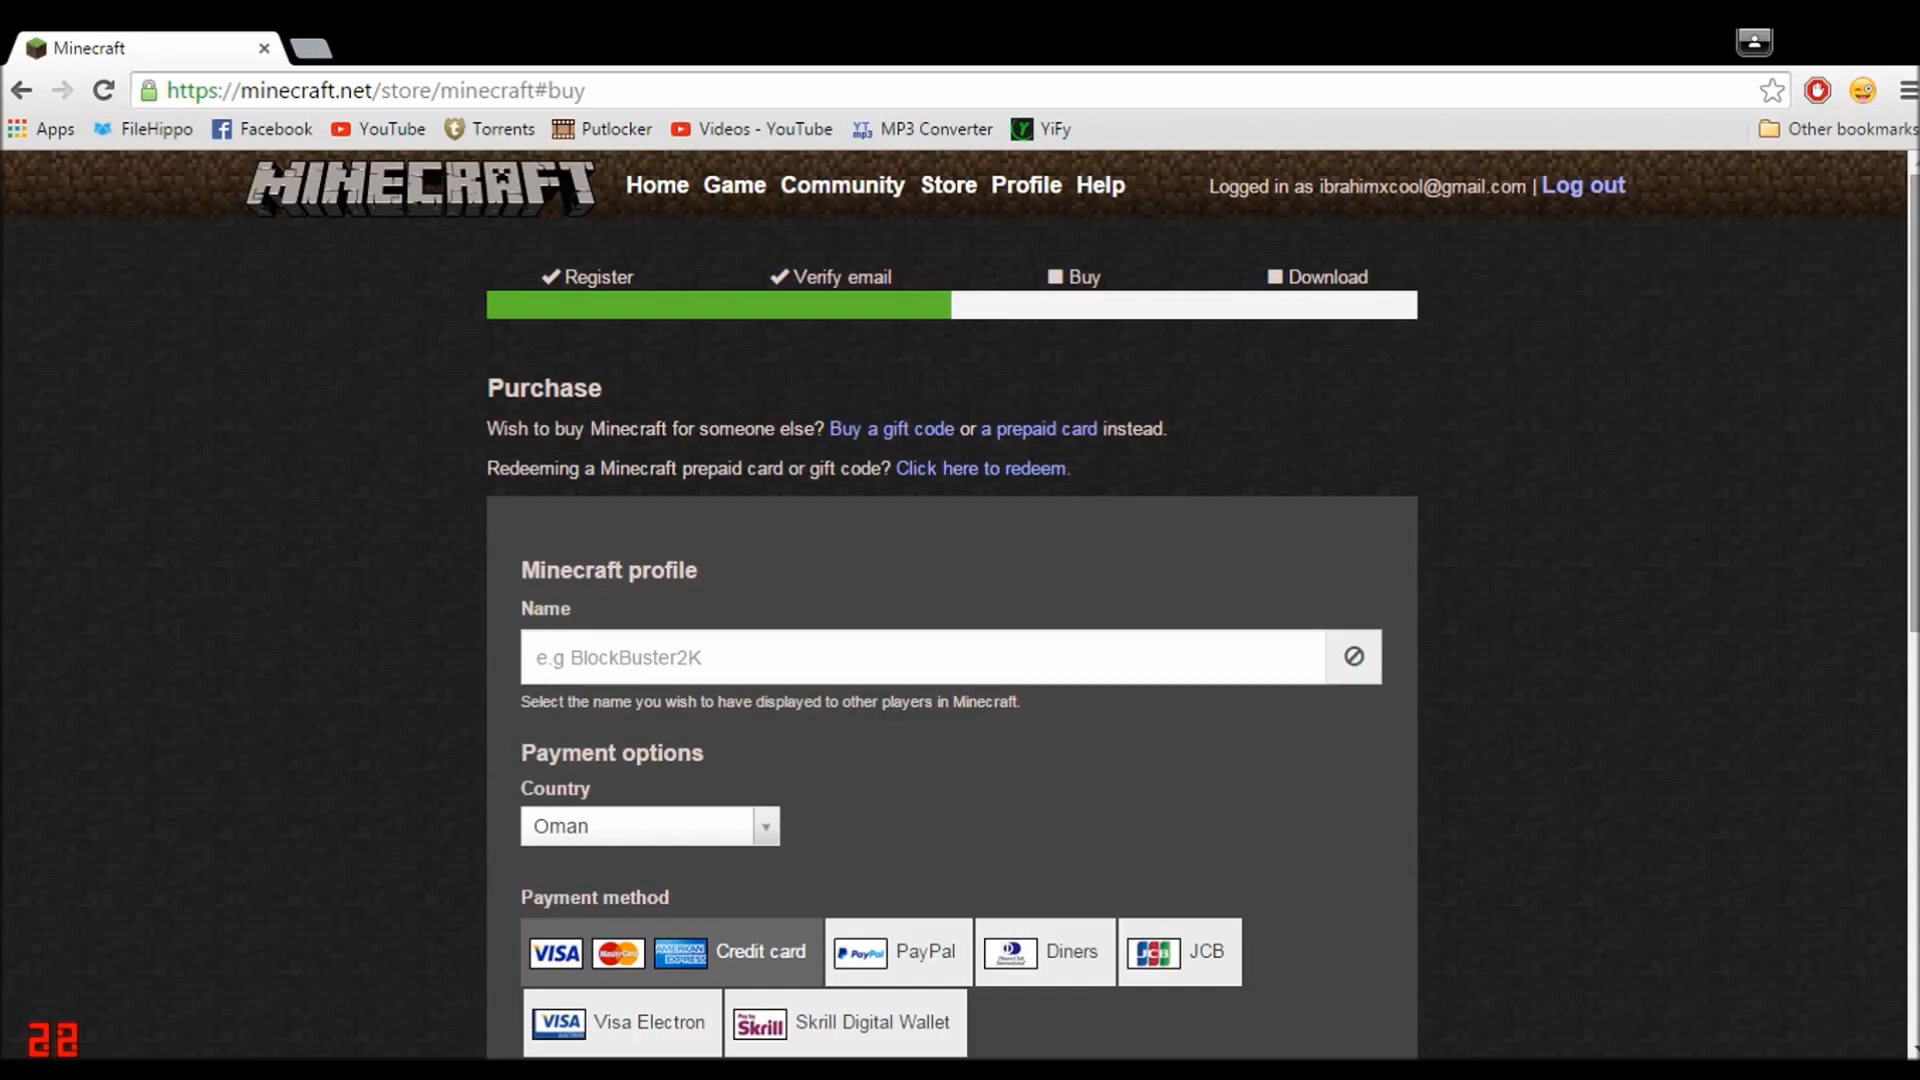 Minecraft
https://minecraft.net/store/minecraft#buy
Apps FileHippo Facebook YouTube Torrents Putlocker Videos - YouTube YT mp3 MP3 Converter Y YiFy Other bookmarks
MINECRAFT Home Game Community Store Profile Help Logged in as ibrahimxcool@gmail.com | Log out
Register Verify email Buy Download
Purchase
Wish to buy Minecraft for someone else? Buy a gift code or a prepaid card instead.
Redeeming a Minecraft prepaid card or gift code? Click here to redeem.
Minecraft profile
Name
e.g BlockBuster2K
Select the name you wish to have displayed to other players in Minecraft.
Payment options
Country
Oman
Payment method
VISA MasterCard AMERICAN EXPRESS Credit card PayPal PayPal Diners JCB JCB
VISA Visa Electron Skrill Skrill Digital Wallet
22